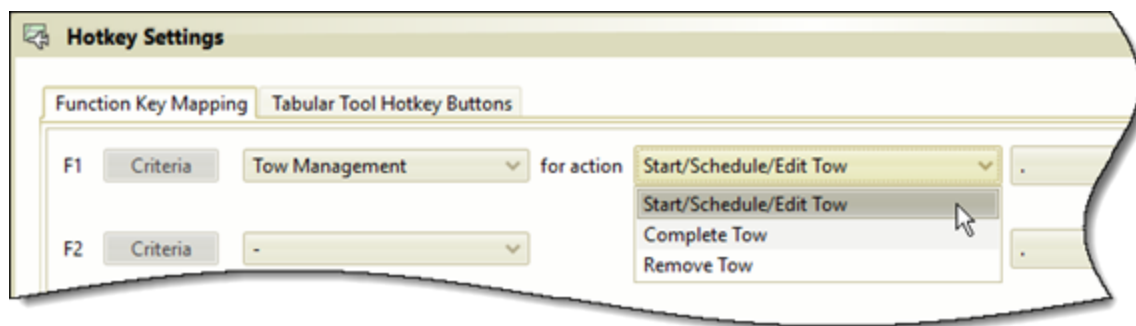 Hotkey Settings
Function Key Mapping Tabular Tool Hotkey Buttons
F1 Criteria Tow Management for action Start/Schedule/Edit Tow .
Start/Schedule/Edit Tow
Complete Tow
F2 Criteria - .
Remove Tow